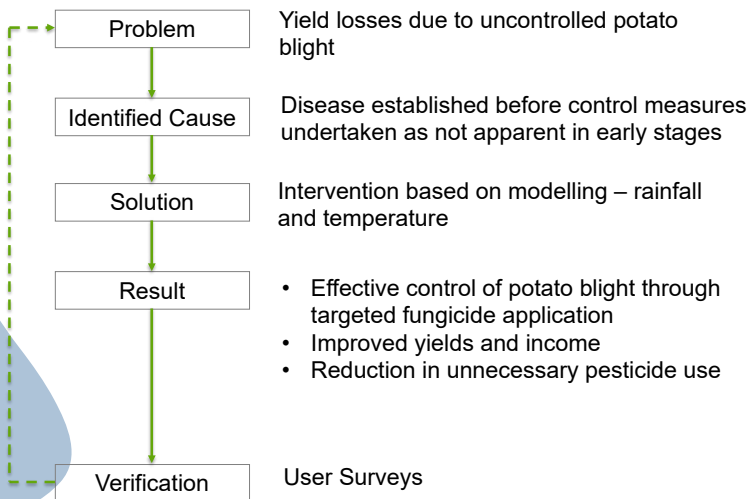 Problem
Yield losses due to uncontrolled potato
blight
Identified Cause
Disease established before control measures
undertaken as not apparent in early stages
Solution
Intervention based on modelling – rainfall
and temperature
Result
• Effective control of potato blight through
targeted fungicide application
• Improved yields and income
• Reduction in unnecessary pesticide use
Verification
User Surveys